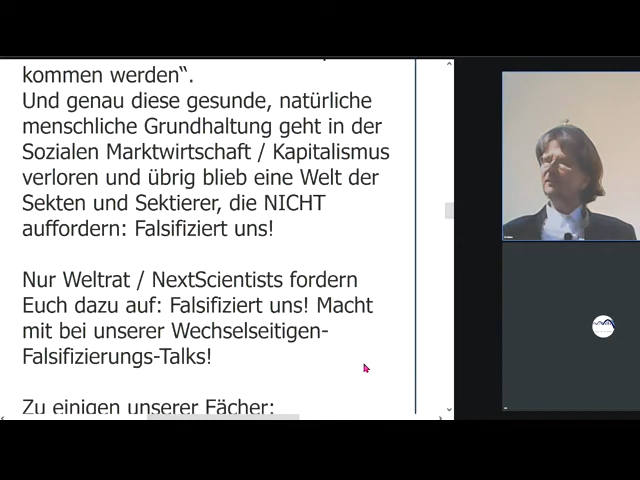 kommen werden“.
Und genau diese gesunde, natürliche
menschliche Grundhaltung geht in der
Sozialen Marktwirtschaft / Kapitalismus
verloren und übrig blieb eine Welt der
Sekten und Sektierer, die NICHT
auffordern: Falsifiziert uns!
Nur Weltrat / NextScientists fordern
Euch dazu auf: Falsifiziert uns! Macht
mit bei unserer Wechselseitigen-
Falsifizierungs-Talks!
Zu einigen unserer Fächer: